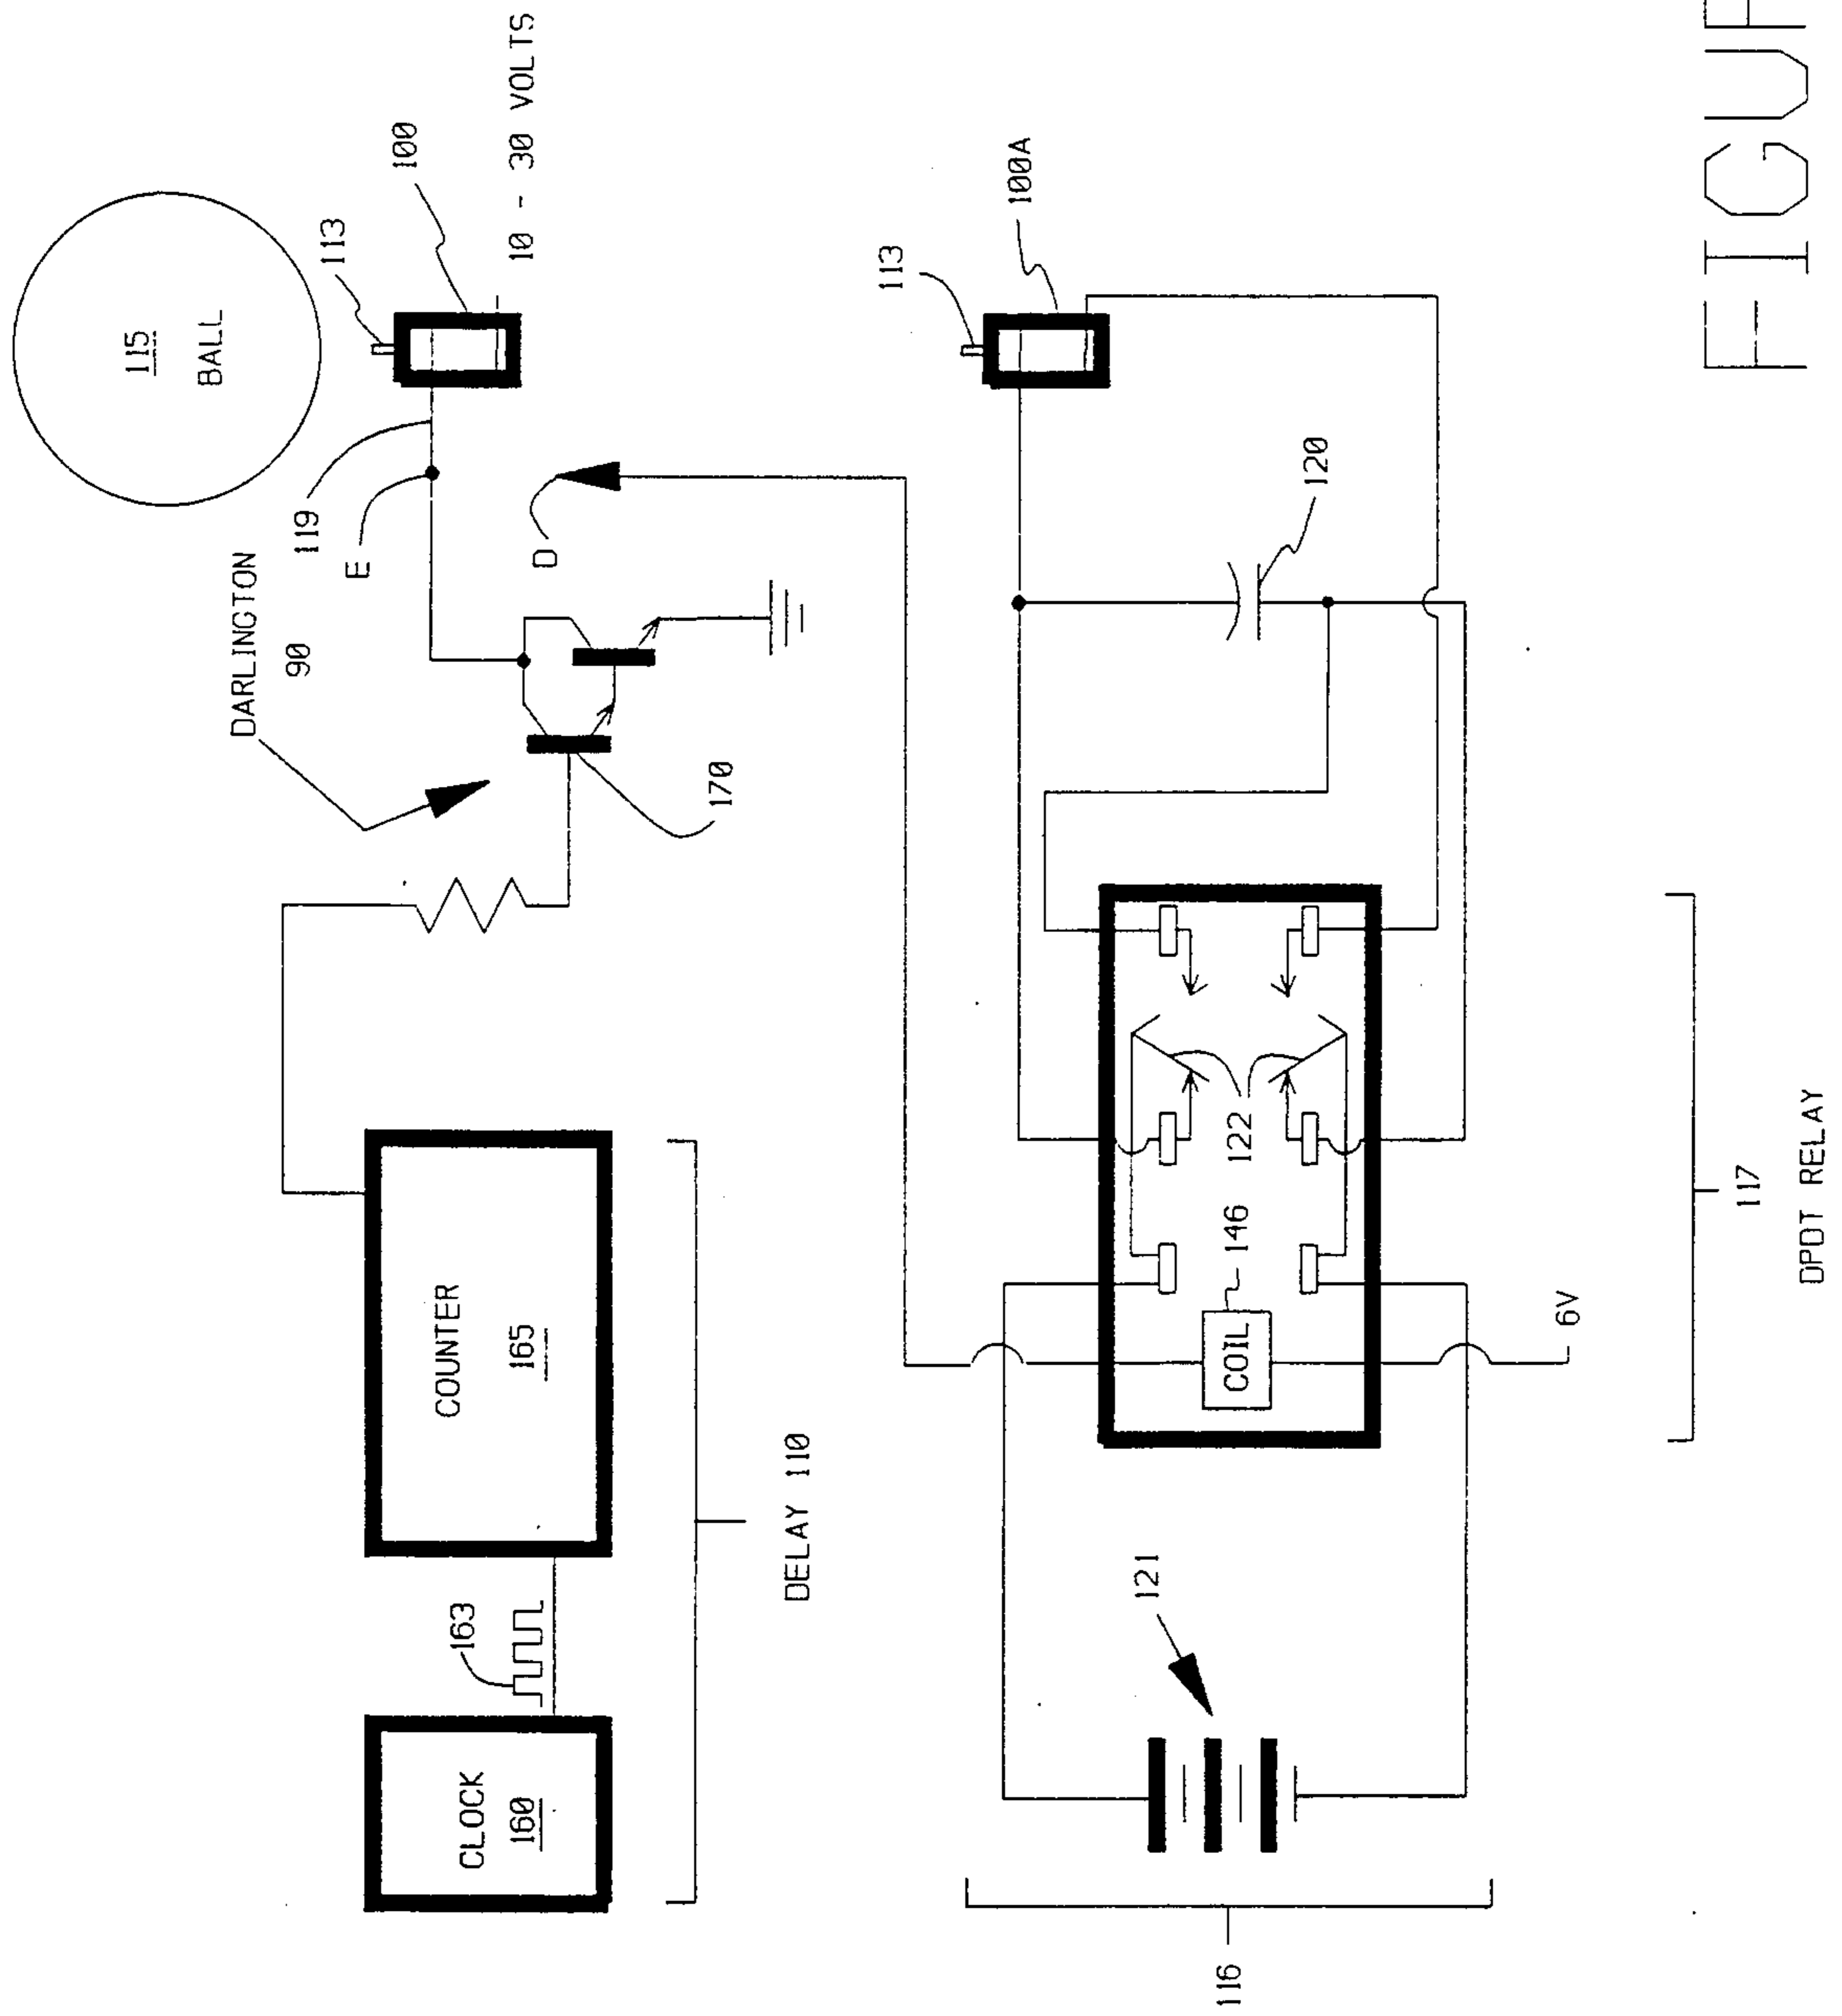 115
BALL
113
100
10 - 30 VOLTS
119
E
DARLINGTON
90
D
170
COUNTER
165
163
CLOCK
160
DELAY 110
113
100A
120
122
146
COIL
6V
121
116
117
DPDT RELAY
FIGUR